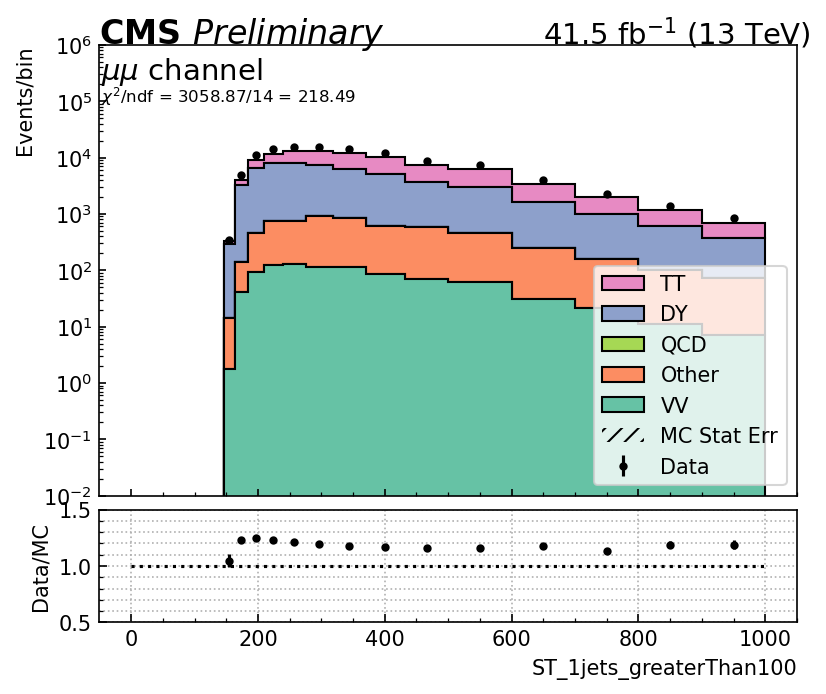 CMS Preliminary 41.5 fb⁻¹ (13 TeV)
μμ channel
χ²/ndf = 3058.87/14 = 218.49
Events/bin
10⁶
10⁵
10⁴
10³
10²
10¹
10⁰
10⁻¹
10⁻²
TT
DY
QCD
Other
VV
MC Stat Err
Data
Data/MC
1.5
1.0
0.5
0 200 400 600 800 1000
ST_1jets_greaterThan100